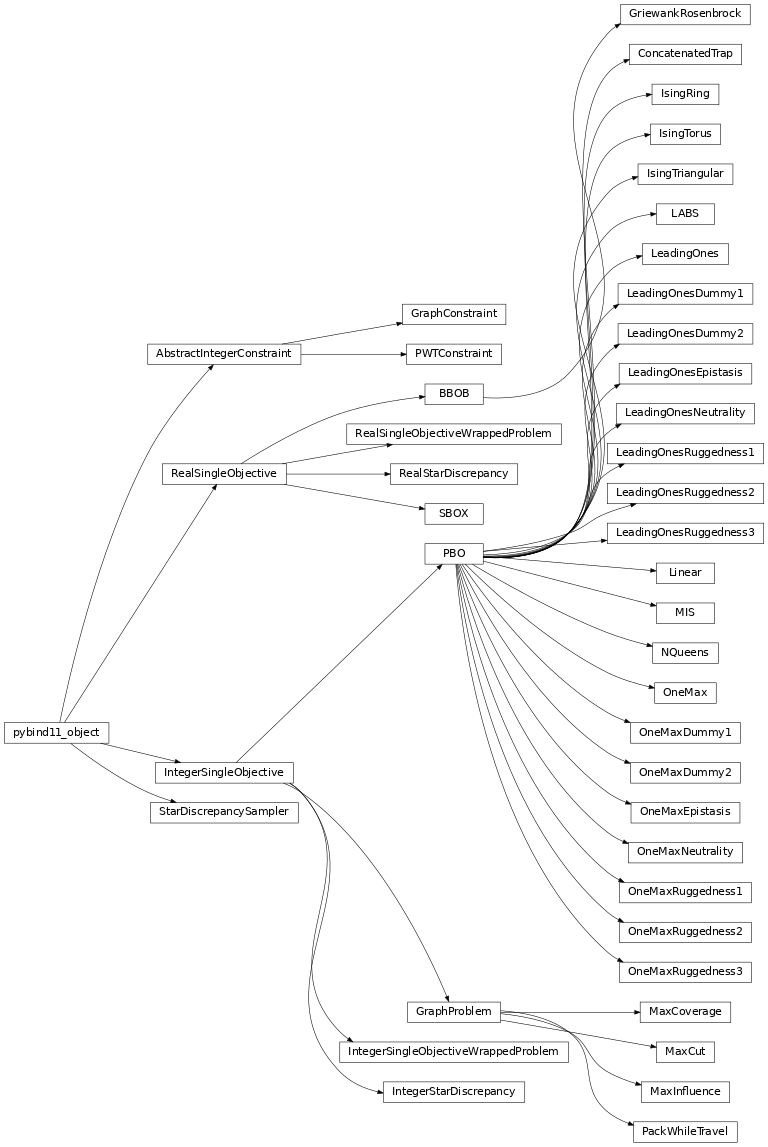 GriewankRosenbrock
ConcatenatedTrap
IsingRing
IsingTorus
IsingTriangular
LABS
LeadingOnes
LeadingOnesDummy1
GraphConstraint
LeadingOnesDummy2
AbstractIntegerConstraint
PWTConstraint
LeadingOnesEpistasis
BBOB
LeadingOnesNeutrality
RealSingleObjectiveWrappedProblem
LeadingOnesRuggedness1
RealSingleObjective
RealStarDiscrepancy
LeadingOnesRuggedness2
SBOX
LeadingOnesRuggedness3
PBO
Linear
MIS
NQueens
OneMax
pybind11_object
OneMaxDummy1
IntegerSingleObjective
OneMaxDummy2
StarDiscrepancySampler
OneMaxEpistasis
OneMaxNeutrality
OneMaxRuggedness1
OneMaxRuggedness2
OneMaxRuggedness3
GraphProblem
MaxCoverage
IntegerSingleObjectiveWrappedProblem
MaxCut
IntegerStarDiscrepancy
MaxInfluence
PackWhileTravel